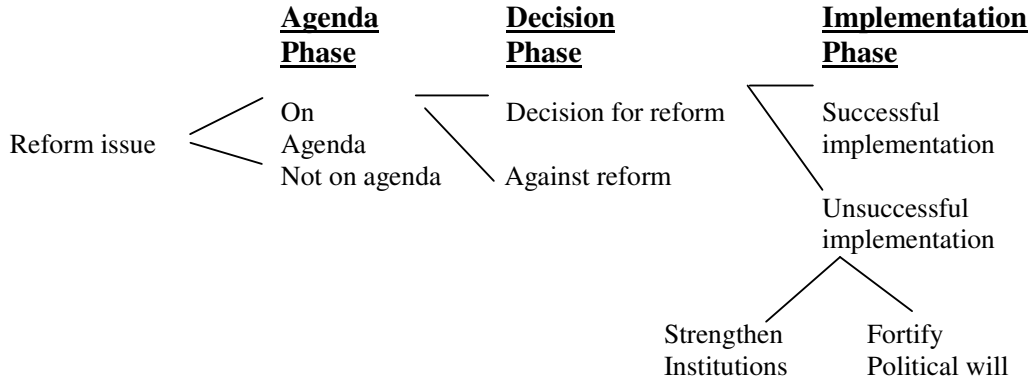 Agenda Phase
Decision Phase
Implementation Phase
Reform issue
On Agenda
Not on agenda
Decision for reform
Against reform
Successful implementation
Unsuccessful implementation
Strengthen Institutions
Fortify Political will